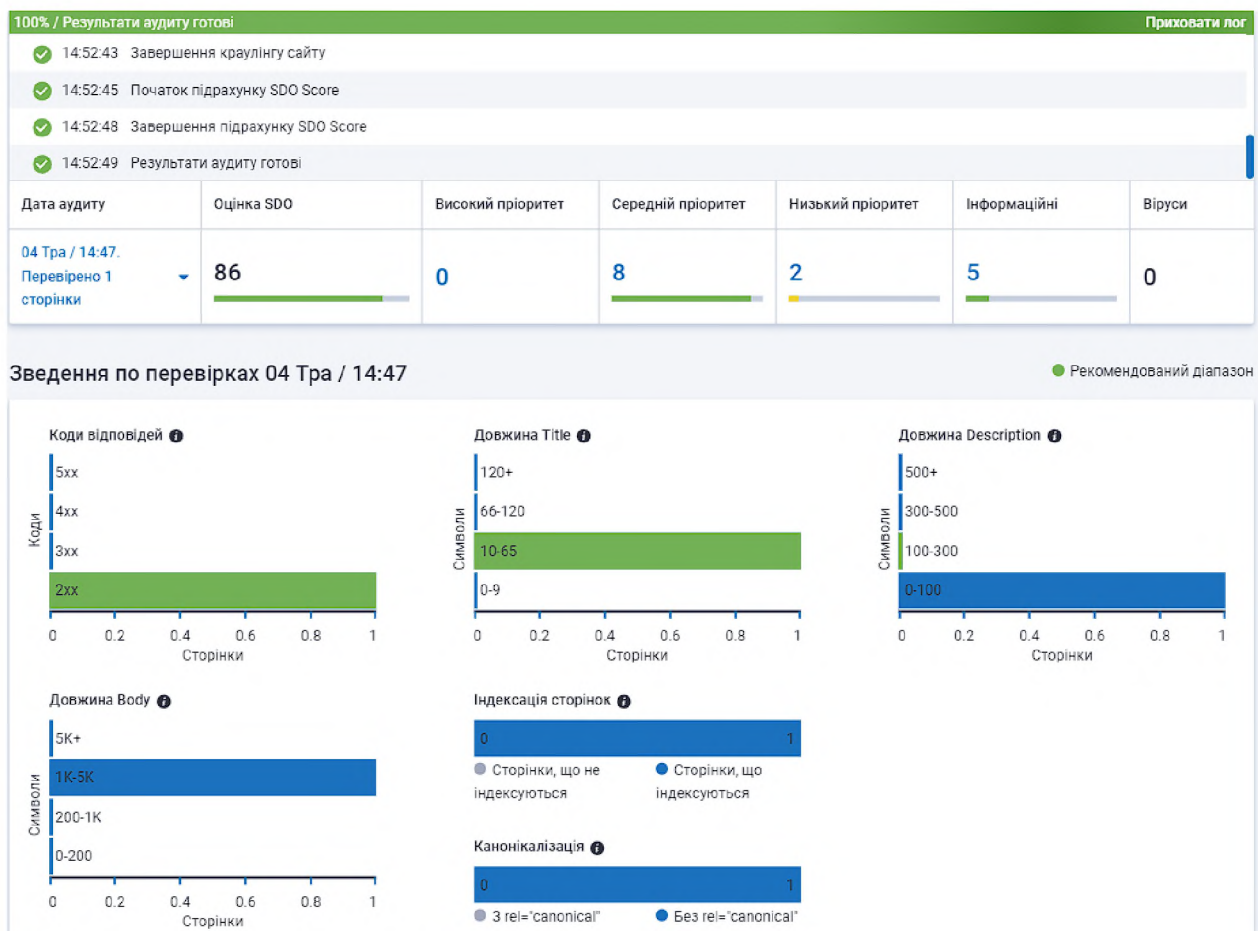 100% / Результати аудиту готові Приховати лог
14:52:43 Завершення краулінгу сайту
14:52:45 Початок підрахунку SDO Score
14:52:48 Завершення підрахунку SDO Score
14:52:49 Результати аудиту готові
Дата аудиту Оцінка SDO Високий пріоритет Середній пріоритет Низький пріоритет Інформаційні Віруси
04 Тра / 14:47.
Перевірено 1
сторінки
86 0 8 2 5 0
Зведення по перевірках 04 Тра / 14:47
Рекомендований діапазон
Коди відповідей
5xx
4xx
3xx
2xx
Коди
0 0.2 0.4 0.6 0.8 1
Сторінки
Довжина Title
120+
66-120
10-65
0-9
Символи
0 0.2 0.4 0.6 0.8 1
Сторінки
Довжина Description
500+
300-500
100-300
0-100
Символи
0 0.2 0.4 0.6 0.8 1
Сторінки
Довжина Body
5K+
1K-5K
200-1K
0-200
Символи
0 0.2 0.4 0.6 0.8 1
Сторінки
Індексація сторінок
0 1
Сторінки, що не
індексуються
Сторінки, що
індексуються
Канонікалізація
0 1
З rel="canonical" Без rel="canonical"